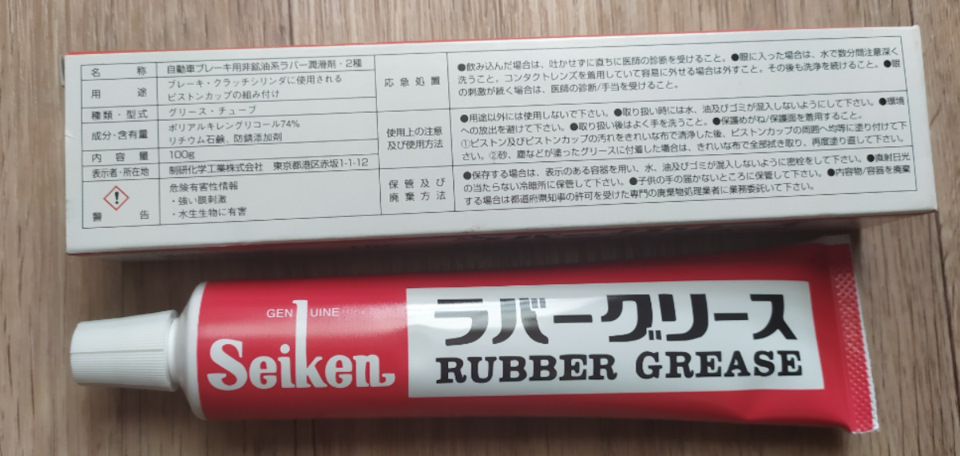 名称 自動車ブレーキ用非鉱油系ラバー潤滑剤・2種
用途 ブレーキ・クラッチシリンダに使用される
ピストンカップの組み付け
種類・型式 グリース・チューブ
成分・含有量 ポリアルキレングリコール74%
リチウム石鹸、防錆添加剤
内容量 100g
表示者・所在地 制研化学工業株式会社 東京都港区赤坂1-1-12
警告 危険有害性情報
・強い眼刺激
・水生生物に有害
応急処置 ●飲み込んだ場合は、吐かせずに直ちに医師の診断を受けること。●眼に入った場合は、水で数分間注意深く
洗うこと。コンタクトレンズを着用していて容易に外せる場合は外すこと。その後も洗浄を続けること。●眼
の刺激が続く場合は、医師の診断/手当を受けること。
使用上の注意
及び使用方法
●用途以外には使用しないで下さい。●取り扱い時には水、油及びゴミが混入しないようにして下さい。●環境
への放出を避けて下さい。●取り扱い後はよく手を洗うこと。●保護めがね/保護面を着用すること。
①ピストン及びピストンカップの汚れをきれいな布で清浄した後、ピストンカップの両唇へ均等に塗り付けて下
さい。②砂、塵などが塗ったグリースに付着した場合は、きれいな布で全部拭き取り、再度塗り直して下さい。
保管及び
廃棄方法
●保存する場合は、表示のある容器を用い、水、油及びゴミが混入しないように密栓をして下さい。●直射日光
の当たらない冷暗所に保管して下さい。●子供の手の届かないところに保管して下さい。●内容物/容器を廃棄
する場合は都道府県知事の許可を受けた専門の廃棄物処理業者に業務委託して下さい。
GENUINE
Seiken
ラバーグリース
RUBBER GREASE